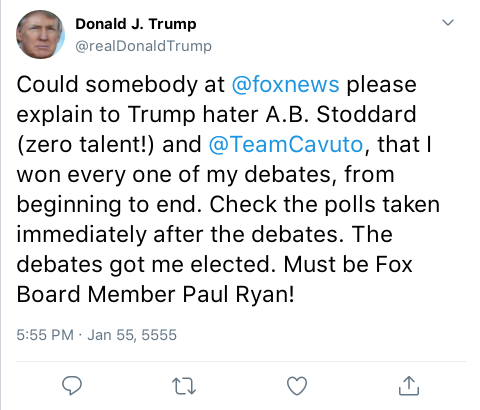 Donald J. Trump
@realDonaldTrump
Could somebody at @foxnews please
explain to Trump hater A.B. Stoddard
(zero talent!) and @TeamCavuto, that I
won every one of my debates, from
beginning to end. Check the polls taken
immediately after the debates. The
debates got me elected. Must be Fox
Board Member Paul Ryan!
5:55 PM · Jan 55, 5555